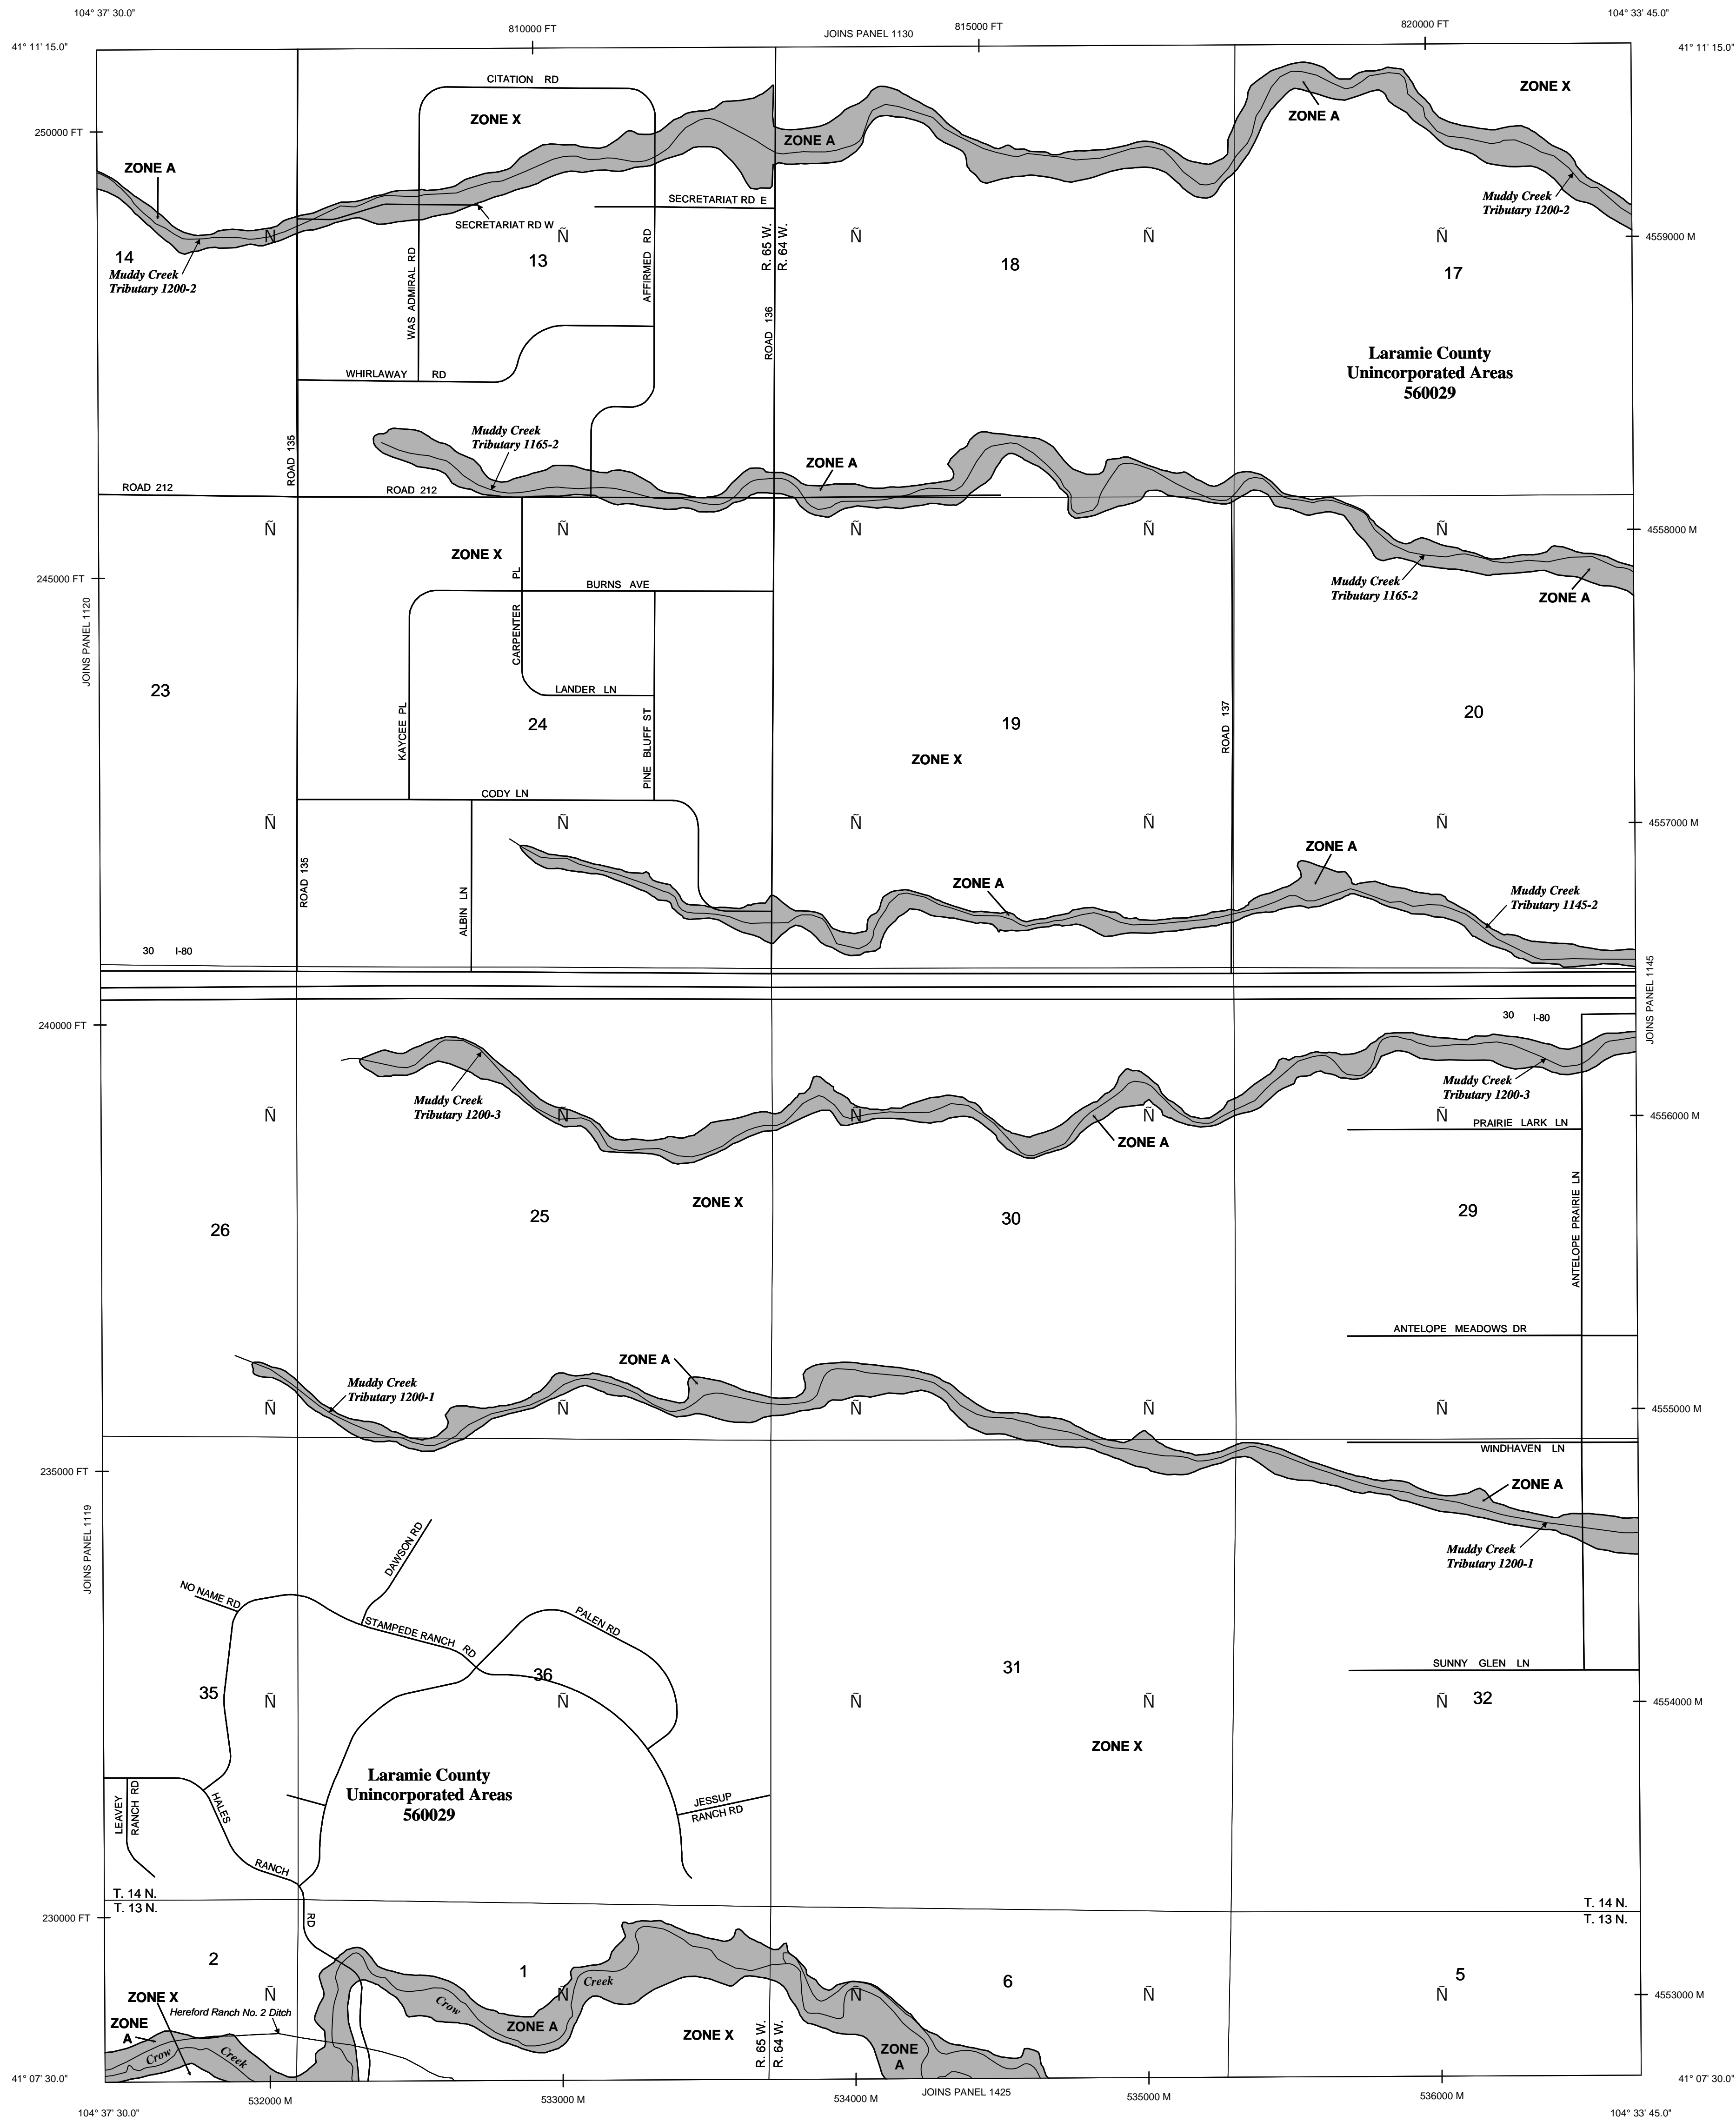 104° 37' 30.0"
810000 FT
JOINS PANEL 1130
815000 FT
820000 FT
104° 33' 45.0"
41° 11' 15.0"
41° 11' 15.0"
CITATION RD
ZONE X
ZONE X
ZONE A
250000 FT
ZONE A
ZONE A
SECRETARIAT RD E
Muddy Creek
Tributary 1200-2
SECRETARIAT RD W
R. 65 W.
R. 64 W.
Ñ
Ñ
Ñ
Ñ
Ñ
4559000 M
14
13
18
17
Muddy Creek
Tributary 1200-2
WAS ADMIRAL RD
AFFIRMED RD
ROAD 136
Laramie County
Unincorporated Areas
560029
WHIRLAWAY RD
Muddy Creek
Tributary 1165-2
ROAD 135
ZONE A
ROAD 212
ROAD 212
Ñ
Ñ
Ñ
Ñ
Ñ
4558000 M
ZONE X
245000 FT
BURNS AVE
Muddy Creek
Tributary 1165-2
ZONE A
JOINS PANEL 1120
CARPENTER PL
LANDER LN
23
24
19
20
KAYCEE PL
PINE BLUFF ST
ROAD 137
ZONE X
CODY LN
Ñ
Ñ
Ñ
Ñ
Ñ
4557000 M
ZONE A
ROAD 135
ALBIN LN
ZONE A
Muddy Creek
Tributary 1145-2
30 I-80
JOINS PANEL 1145
240000 FT
30 I-80
Muddy Creek
Tributary 1200-3
Muddy Creek
Tributary 1200-3
Ñ
Ñ
Ñ
Ñ
Ñ
4556000 M
PRAIRIE LARK LN
ZONE A
ZONE X
26
25
30
29
ANTELOPE PRAIRIE LN
ANTELOPE MEADOWS DR
ZONE A
Muddy Creek
Tributary 1200-1
Ñ
Ñ
Ñ
Ñ
Ñ
4555000 M
WINDHAVEN LN
235000 FT
ZONE A
JOINS PANEL 1119
DAWSON RD
Muddy Creek
Tributary 1200-1
NO NAME RD
STAMPEDE RANCH RD
PALEN RD
35
36
31
SUNNY GLEN LN
32
Ñ
Ñ
Ñ
Ñ
Ñ
4554000 M
ZONE X
Laramie County
Unincorporated Areas
560029
LEAVEY
RANCH RD
HALES RANCH RD
JESSUP
RANCH RD
T. 14 N.
T. 13 N.
T. 14 N.
T. 13 N.
230000 FT
2
1
6
5
Creek
Ñ
Ñ
Ñ
Ñ
Ñ
4553000 M
ZONE X
Hereford Ranch No. 2 Ditch
Crow
ZONE
A
ZONE A
ZONE X
R. 65 W.
R. 64 W.
ZONE
A
Crow
Creek
41° 07' 30.0"
41° 07' 30.0"
532000 M
533000 M
534000 M
JOINS PANEL 1425
535000 M
536000 M
104° 37' 30.0"
104° 33' 45.0"